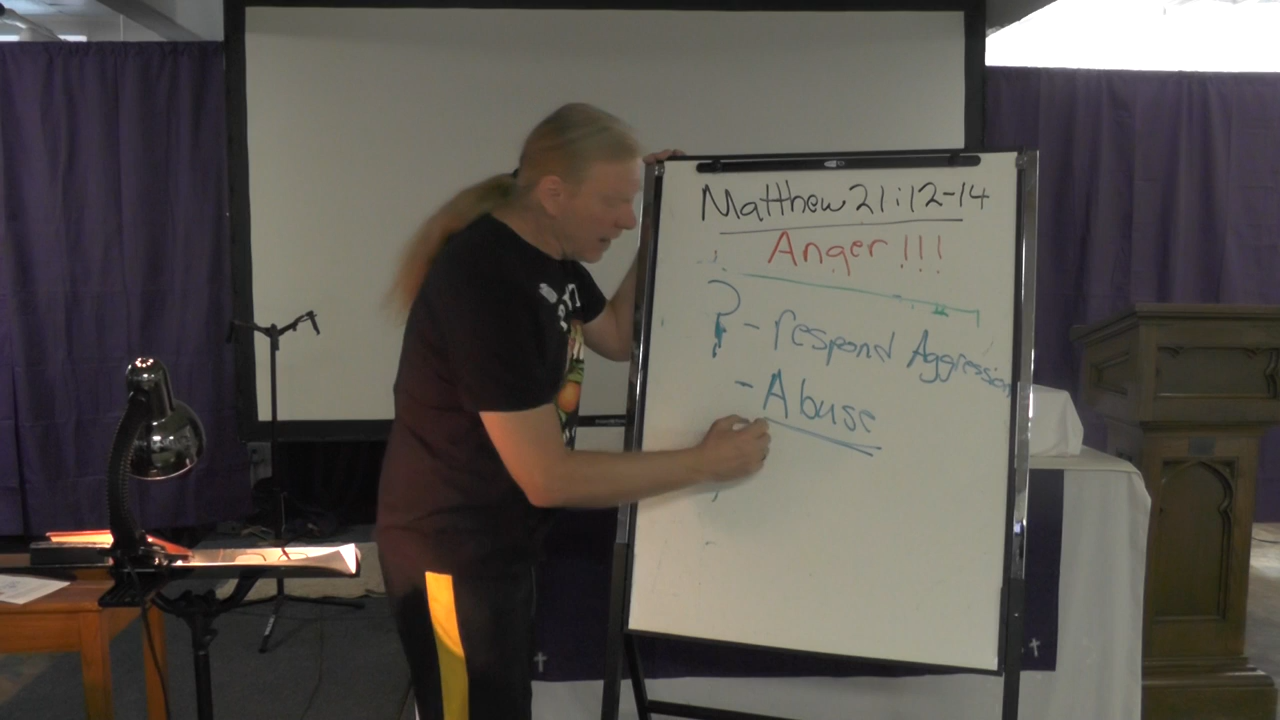 Matthew 21:12-14
Anger!!!
? - respond Aggression
- Abuse